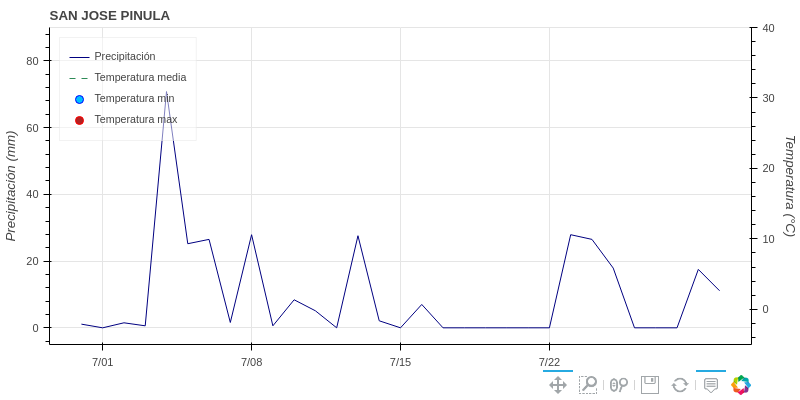 SAN JOSE PINULA
Precipitación
Temperatura media
Temperatura min
Temperatura max
Precipitación (mm)
80
60
40
20
0
Temperatura (°C)
40
30
20
10
0
7/01
7/08
7/15
7/22